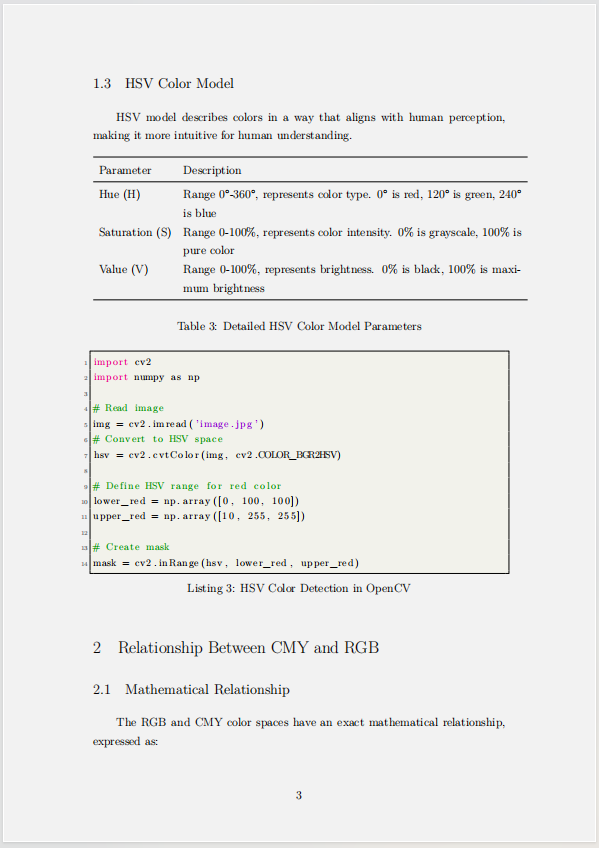 1.3 HSV Color Model
HSV model describes colors in a way that aligns with human perception,
making it more intuitive for human understanding.
Parameter Description
Hue (H) Range 0°-360°, represents color type. 0° is red, 120° is green, 240°
is blue
Saturation (S) Range 0-100%, represents color intensity. 0% is grayscale, 100% is
pure color
Value (V) Range 0-100%, represents brightness. 0% is black, 100% is maxi-
mum brightness
Table 3: Detailed HSV Color Model Parameters
1 import cv2
2 import numpy as np
3
4 # Read image
5 img = cv2.imread('image.jpg')
6 # Convert to HSV space
7 hsv = cv2.cvtColor(img, cv2.COLOR_BGR2HSV)
8
9 # Define HSV range for red color
10 lower_red = np.array([0, 100, 100])
11 upper_red = np.array([10, 255, 255])
12
13 # Create mask
14 mask = cv2.inRange(hsv, lower_red, upper_red)
Listing 3: HSV Color Detection in OpenCV
2 Relationship Between CMY and RGB
2.1 Mathematical Relationship
The RGB and CMY color spaces have an exact mathematical relationship,
expressed as:
3